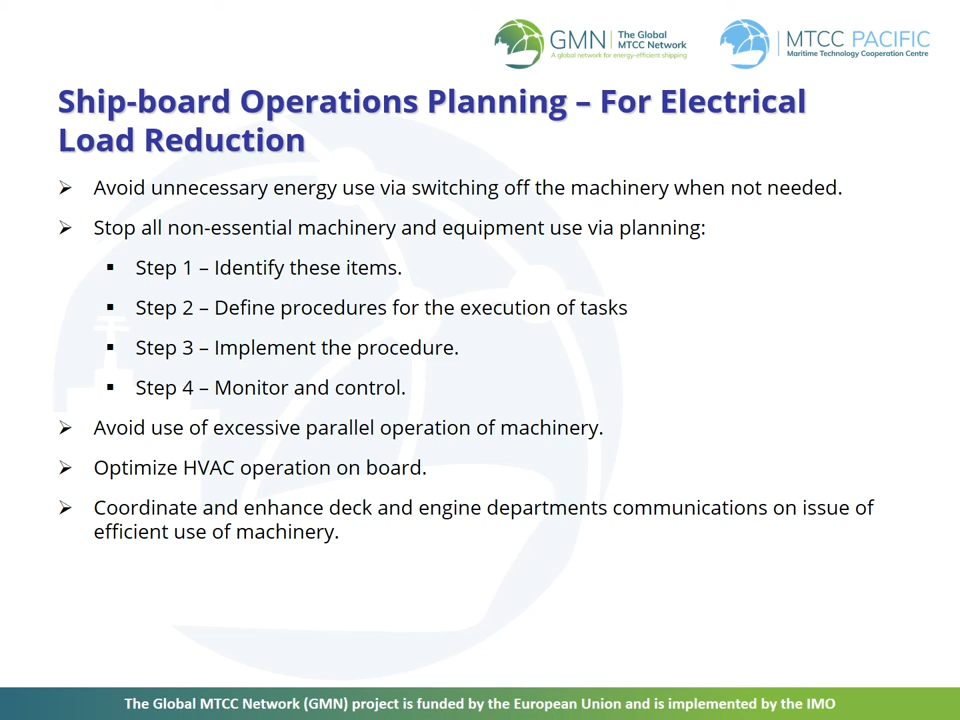 GMN
The Global
MTCC Network
A global network for energy-efficient shipping
MTCC PACIFIC
Maritime Technology Cooperation Centre
Ship-board Operations Planning – For Electrical
Load Reduction
➢ Avoid unnecessary energy use via switching off the machinery when not needed.
➢ Stop all non-essential machinery and equipment use via planning:
▪ Step 1 – Identify these items.
▪ Step 2 – Define procedures for the execution of tasks
▪ Step 3 – Implement the procedure.
▪ Step 4 – Monitor and control.
➢ Avoid use of excessive parallel operation of machinery.
➢ Optimize HVAC operation on board.
➢ Coordinate and enhance deck and engine departments communications on issue of
efficient use of machinery.
The Global MTCC Network (GMN) project is funded by the European Union and is implemented by the IMO